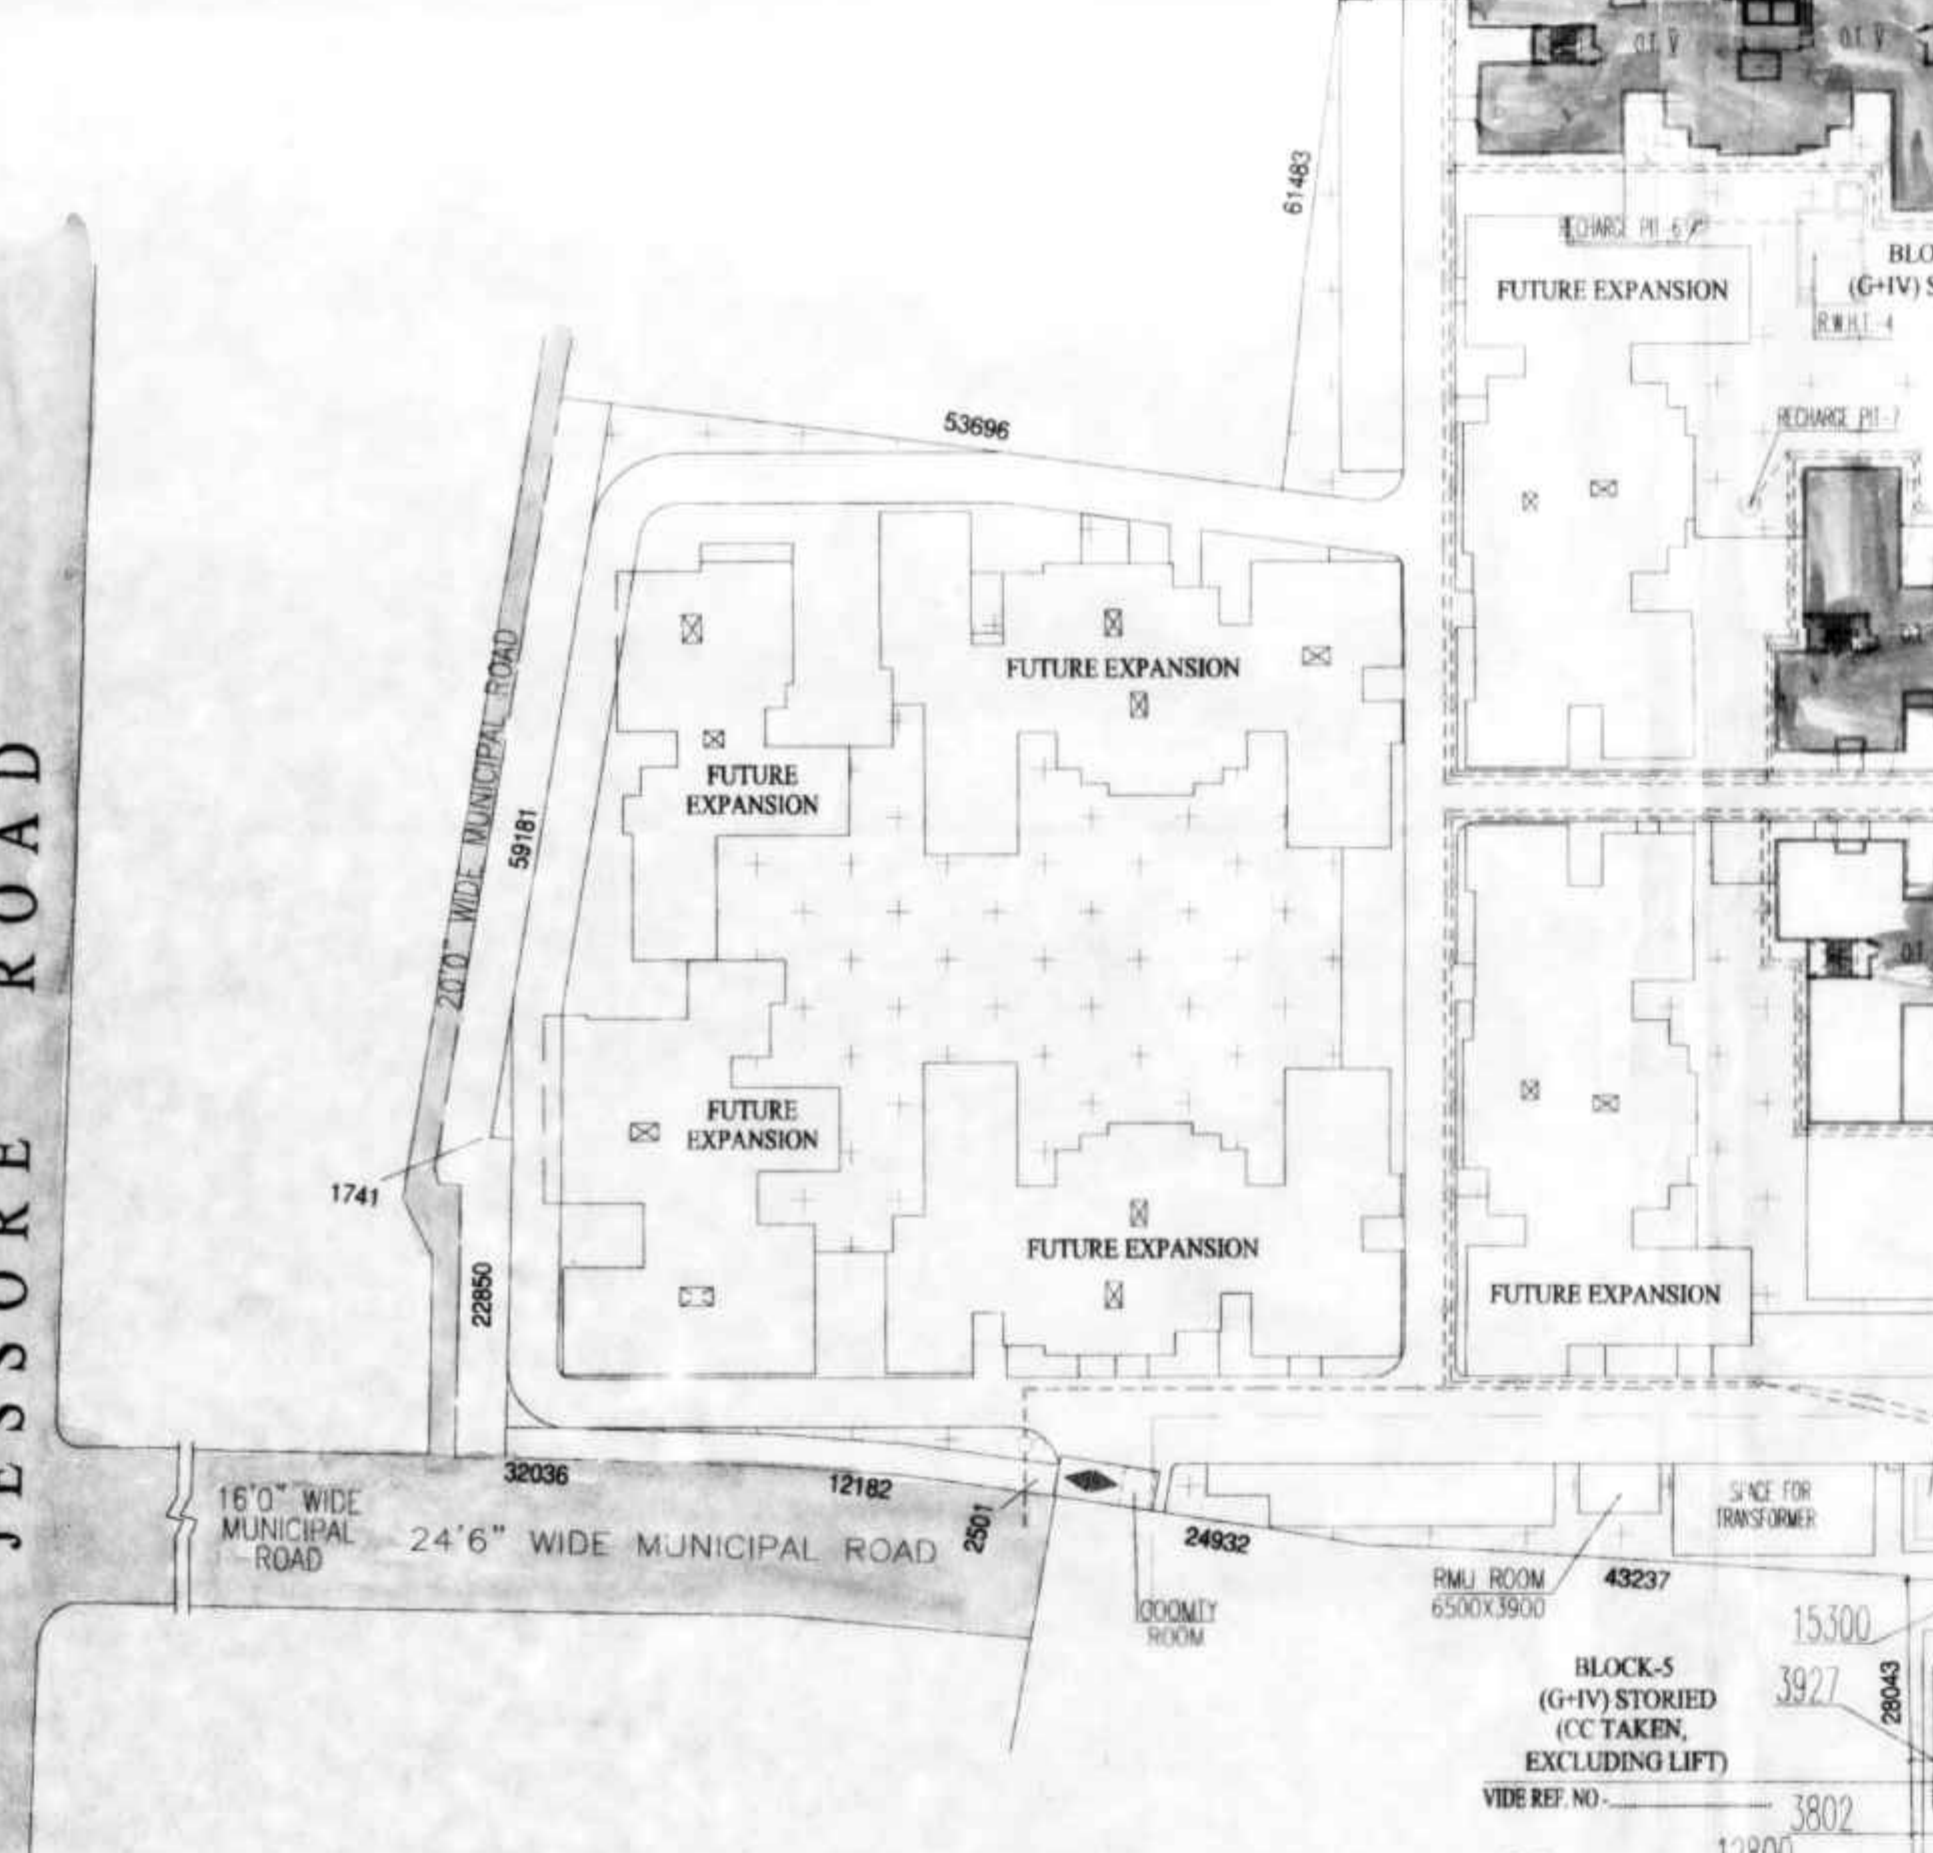 JESSORE ROAD
61483
RECHARGE PIT-6
FUTURE EXPANSION
(G+IV)
R.W.H.T.-4
RECHARGE PIT-7
53696
20'0" WIDE MUNICIPAL ROAD
59181
FUTURE EXPANSION
FUTURE
EXPANSION
FUTURE
EXPANSION
1741
22850
FUTURE EXPANSION
FUTURE EXPANSION
32036
12182
2501
24932
16'0" WIDE
MUNICIPAL
ROAD
24'6" WIDE MUNICIPAL ROAD
SPACE FOR
TRANSFORMER
RMU ROOM
6500X3900
43237
GOOMTY
ROOM
15300
BLOCK-5
(G+IV) STORIED
(CC TAKEN,
EXCLUDING LIFT)
VIDE REF. NO -
3927
28043
3802
12800